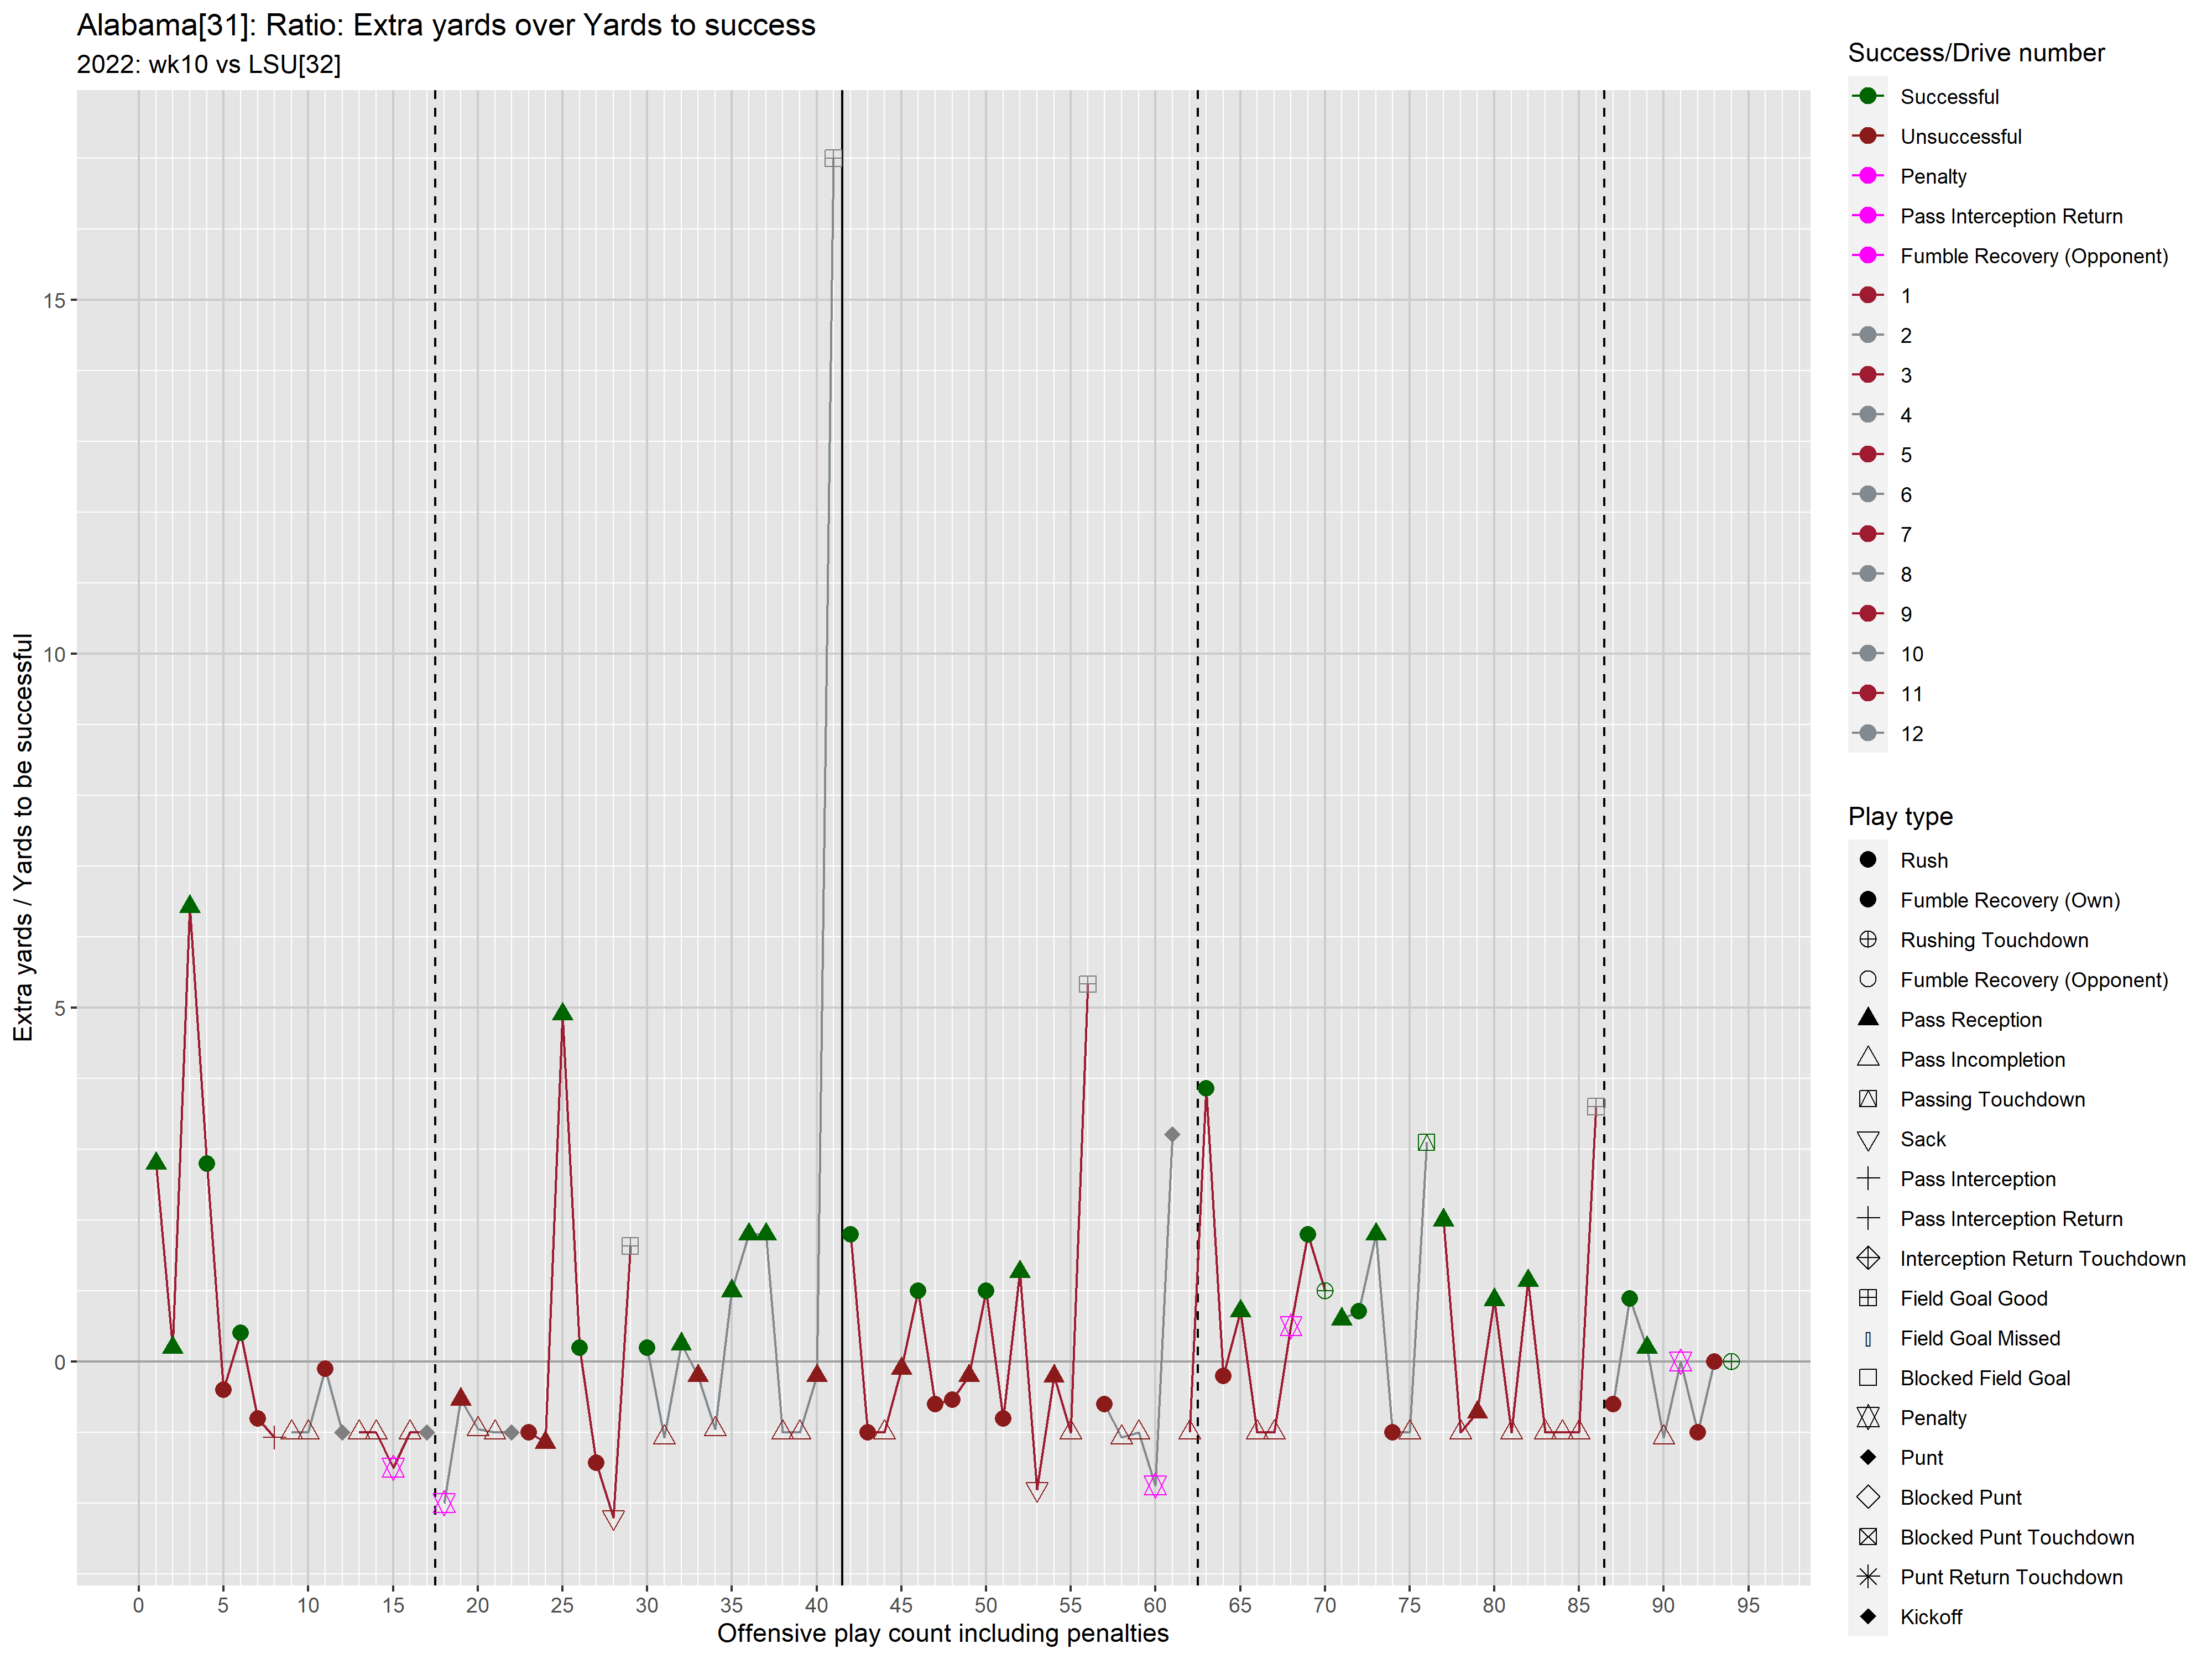 Alabama[31]: Ratio: Extra yards over Yards to success
2022: wk10 vs LSU[32]
Extra yards / Yards to be successful
15
10
5
0
0 5 10 15 20 25 30 35 40 45 50 55 60 65 70 75 80 85 90 95
Offensive play count including penalties
Success/Drive number
Successful
Unsuccessful
Penalty
Pass Interception Return
Fumble Recovery (Opponent)
1
2
3
4
5
6
7
8
9
10
11
12
Play type
Rush
Fumble Recovery (Own)
Rushing Touchdown
Fumble Recovery (Opponent)
Pass Reception
Pass Incompletion
Passing Touchdown
Sack
Pass Interception
Pass Interception Return
Interception Return Touchdown
Field Goal Good
Field Goal Missed
Blocked Field Goal
Penalty
Punt
Blocked Punt
Blocked Punt Touchdown
Punt Return Touchdown
Kickoff